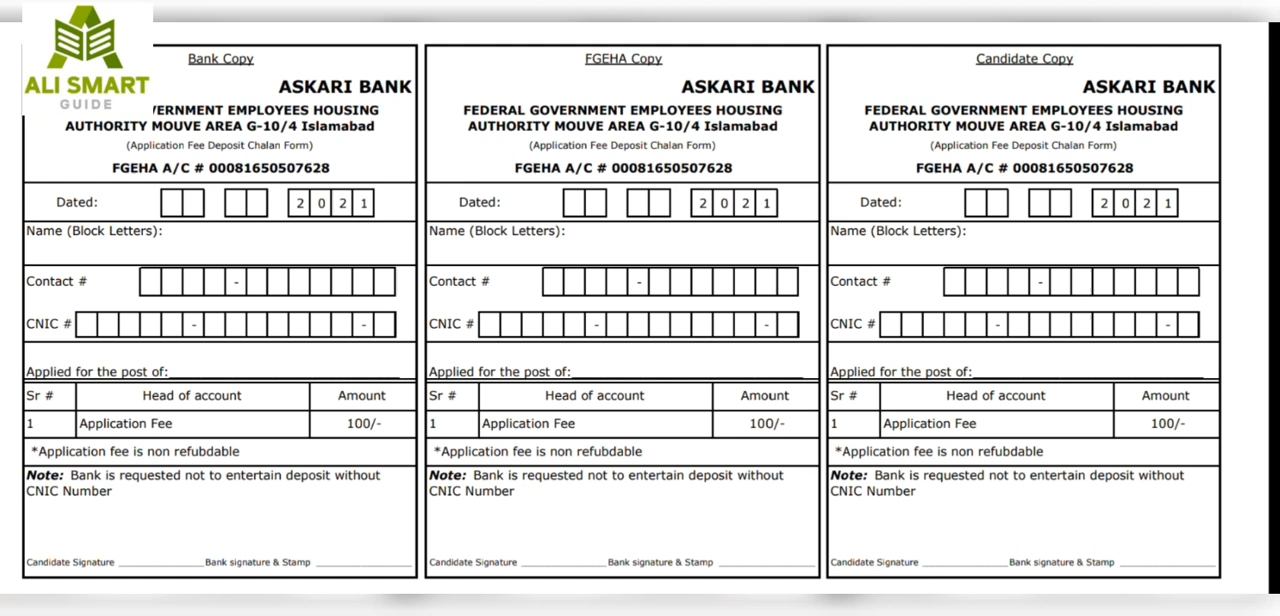 ALI SMART
GUIDE
Bank Copy
ASKARI BANK
VERNMENT EMPLOYEES HOUSING
AUTHORITY MOUVE AREA G-10/4 Islamabad
(Application Fee Deposit Chalan Form)
FGEHA A/C # 00081650507628
Dated: 2 0 2 1
Name (Block Letters):
Contact # -
CNIC # - -
Applied for the post of:
Sr # Head of account Amount
1 Application Fee 100/-
*Application fee is non refubdable
Note: Bank is requested not to entertain deposit without
CNIC Number
Candidate Signature Bank signature & Stamp
FGEHA Copy
ASKARI BANK
FEDERAL GOVERNMENT EMPLOYEES HOUSING
AUTHORITY MOUVE AREA G-10/4 Islamabad
(Application Fee Deposit Chalan Form)
FGEHA A/C # 00081650507628
Dated: 2 0 2 1
Name (Block Letters):
Contact # -
CNIC # - -
Applied for the post of:
Sr # Head of account Amount
1 Application Fee 100/-
*Application fee is non refubdable
Note: Bank is requested not to entertain deposit without
CNIC Number
Candidate Signature Bank signature & Stamp
Candidate Copy
ASKARI BANK
FEDERAL GOVERNMENT EMPLOYEES HOUSING
AUTHORITY MOUVE AREA G-10/4 Islamabad
(Application Fee Deposit Chalan Form)
FGEHA A/C # 00081650507628
Dated: 2 0 2 1
Name (Block Letters):
Contact # -
CNIC # - -
Applied for the post of:
Sr # Head of account Amount
1 Application Fee 100/-
*Application fee is non refubdable
Note: Bank is requested not to entertain deposit without
CNIC Number
Candidate Signature Bank signature & Stamp